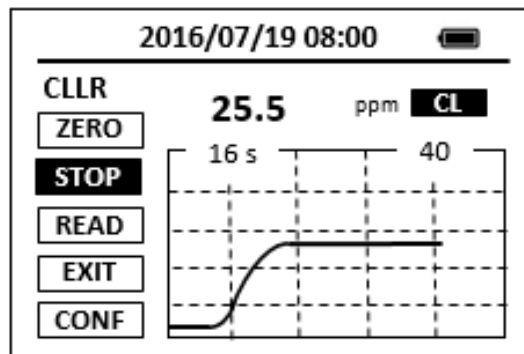 2016/07/19 08:00
CLLR
25.5 ppm CL
ZERO
16 s 40
STOP
READ
EXIT
CONF